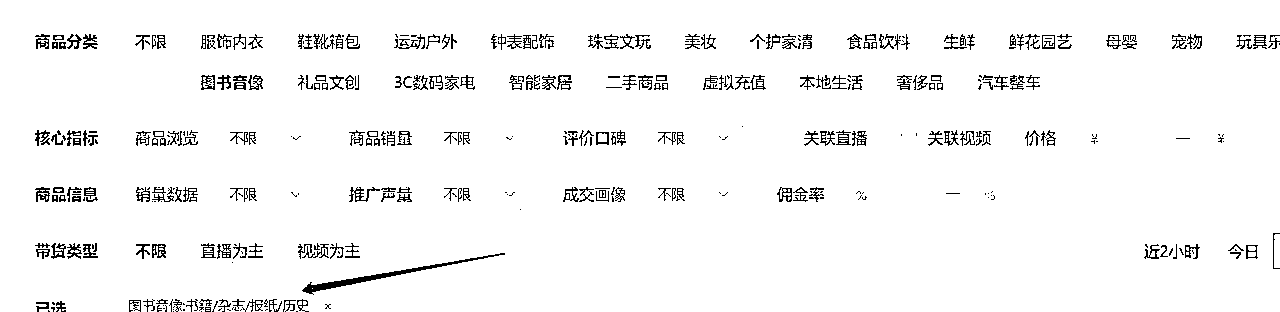 商品分类 不限 服饰内衣 鞋靴箱包 运动户外 钟表配饰 珠宝文玩 美妆 个护家清 食品饮料 生鲜 鲜花园艺 母婴 宠物 玩具乐
图书音像 礼品文创 3C数码家电 智能家居 二手商品 虚拟充值 本地生活 奢侈品 汽车整车
核心指标 商品浏览 不限 商品销量 不限 评价口碑 不限 关联直播 关联视频 价格 ¥ — ¥
商品信息 销量数据 不限 推广声量 不限 成交画像 不限 佣金率 % — %
带货类型 不限 直播为主 视频为主 近2小时 今日
已选 图书音像:书籍/杂志/报纸/历史 ×